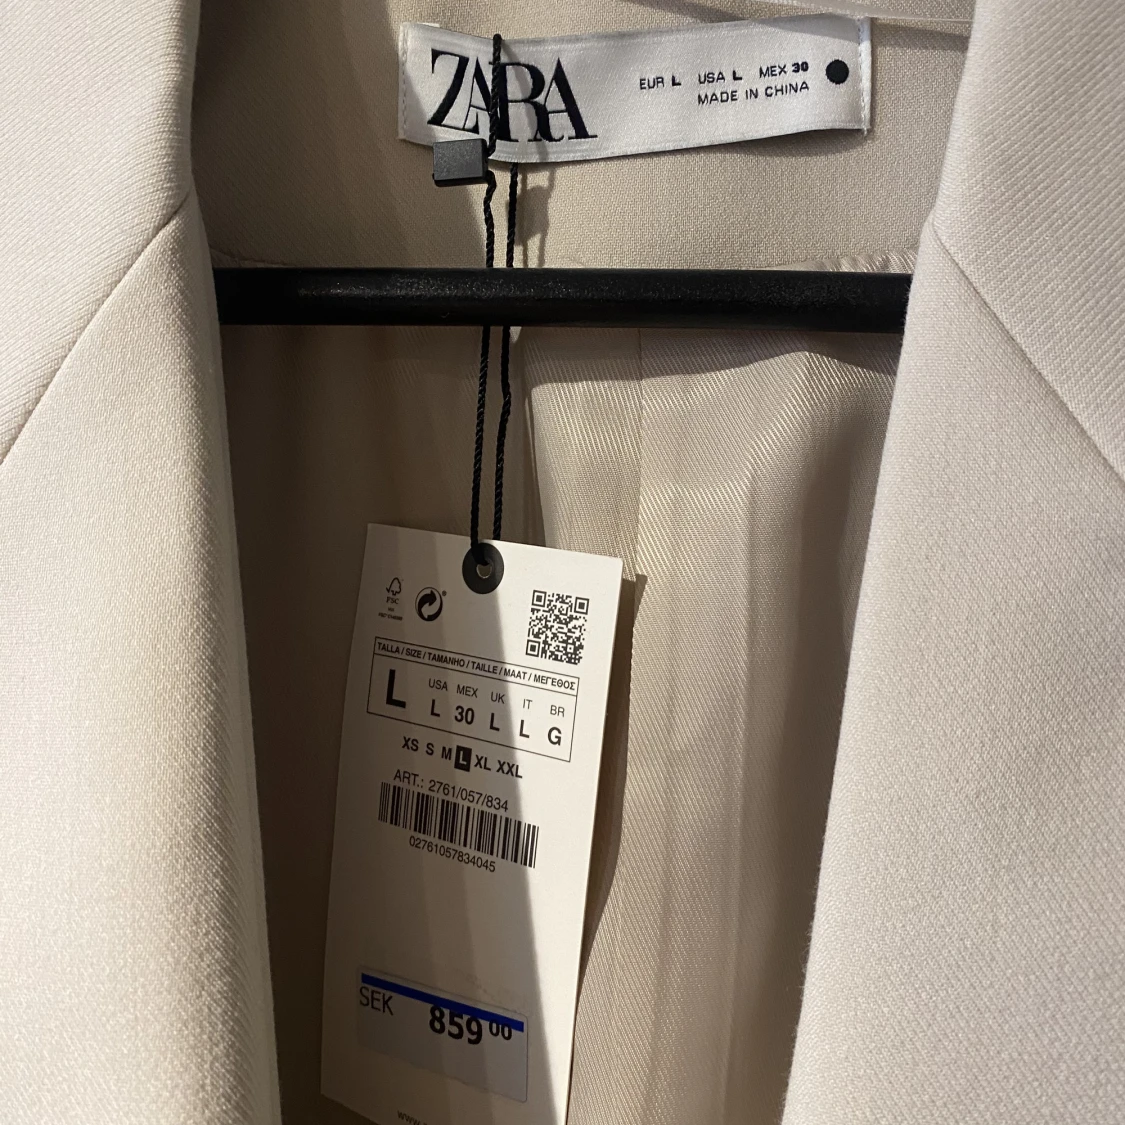 ZARA
EUR L USA L MEX 30
MADE IN CHINA
FSC
TALLA / SIZE / TAMANHO / TAILLE / MAAT / ΜΕΓΕΘΟΣ
L
USA MEX UK IT BR
L 30 L L G
XS S M L XL XXL
ART.: 2761/057/834
02761057834045
SEK 859 00